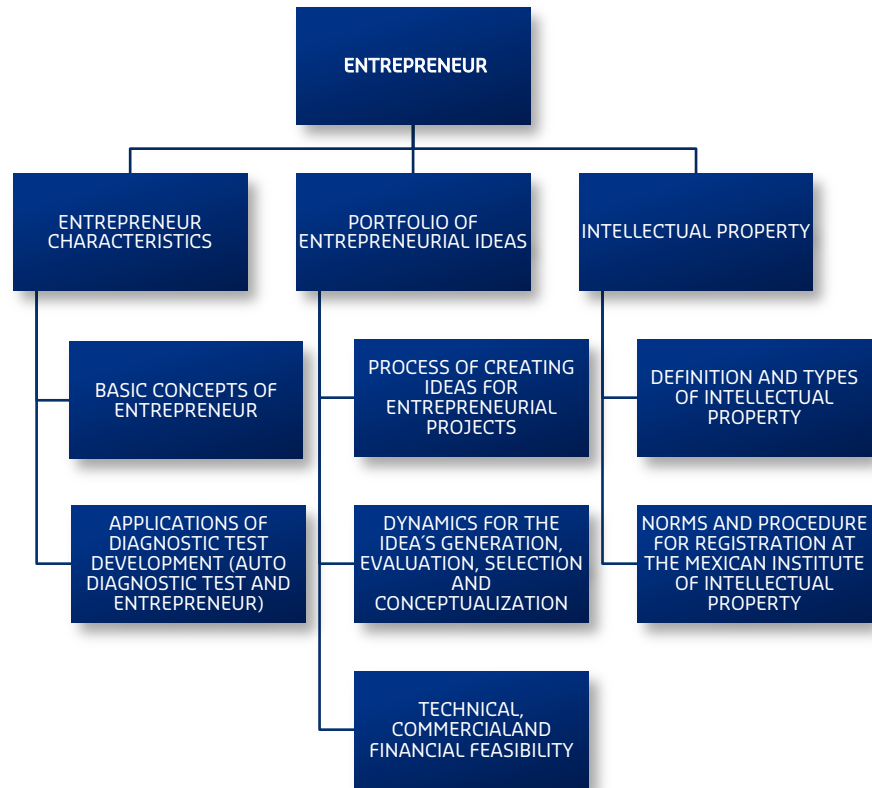 ENTREPRENEUR
ENTREPRENEUR
CHARACTERISTICS
PORTFOLIO OF
ENTREPRENEURIAL IDEAS
INTELLECTUAL PROPERTY
BASIC CONCEPTS OF
ENTREPRENEUR
PROCESS OF CREATING
IDEAS FOR
ENTREPRENEURIAL
PROJECTS
DEFINITION AND TYPES
OF INTELLECTUAL
PROPERTY
APPLICATIONS OF
DIAGNOSTIC TEST
DEVELOPMENT (AUTO
DIAGNOSTIC TEST AND
ENTREPRENEUR)
DYNAMICS FOR THE
IDEA´S GENERATION,
EVALUATION, SELECTION
AND
CONCEPTUALIZATION
NORMS AND PROCEDURE
FOR REGISTRATION AT
THE MEXICAN INSTITUTE
OF INTELLECTUAL
PROPERTY
TECHNICAL,
COMMERCIALAND
FINANCIAL FEASIBILITY